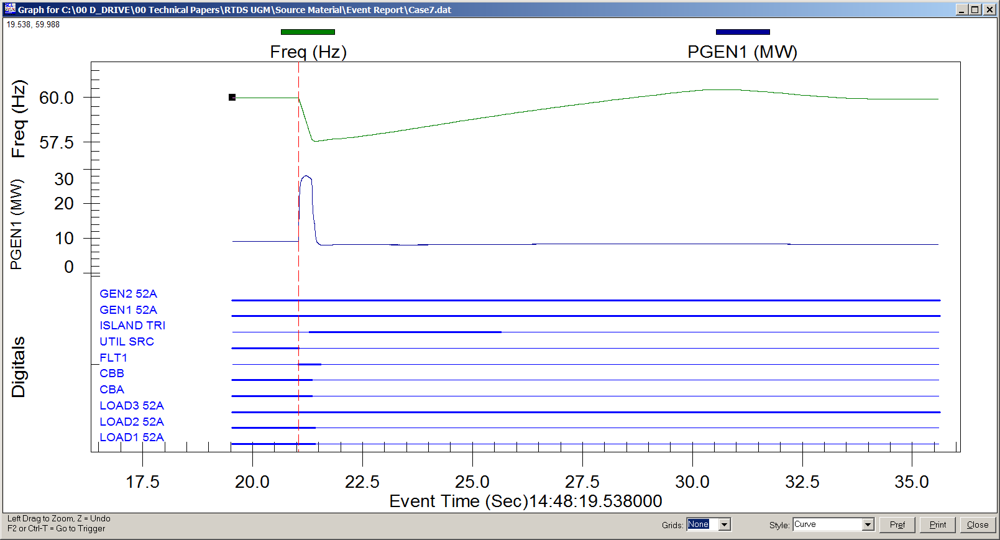 Graph for C:\00 D_DRIVE\00 Technical Papers\RTDS UGM\Source Material\Event Report\Case7.dat
19.538, 59.988
Freq (Hz)
PGEN1 (MW)
Freq (Hz)
60.0
57.5
PGEN1 (MW)
30
20
10
0
Digitals
GEN2 52A
GEN1 52A
ISLAND TRI
UTIL SRC
FLT1
CBB
CBA
LOAD3 52A
LOAD2 52A
LOAD1 52A
17.5 20.0 22.5 25.0 27.5 30.0 32.5 35.0
Event Time (Sec)14:48:19.538000
Left Drag to Zoom, Z = Undo
F2 or Ctrl-T = Go to Trigger
Grids: None
Style: Curve
Pref
Print
Close